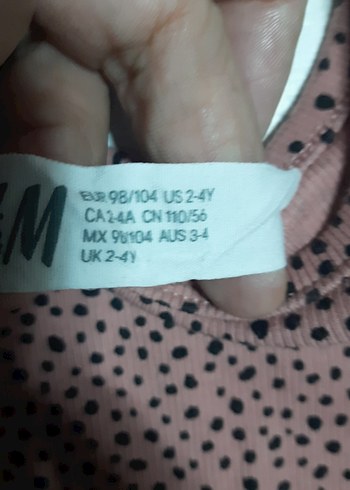 &M
EUR 98/104 US 2-4Y
CA 2-4A CN 110/56
MX 98/104 AUS 3-4
UK 2-4Y